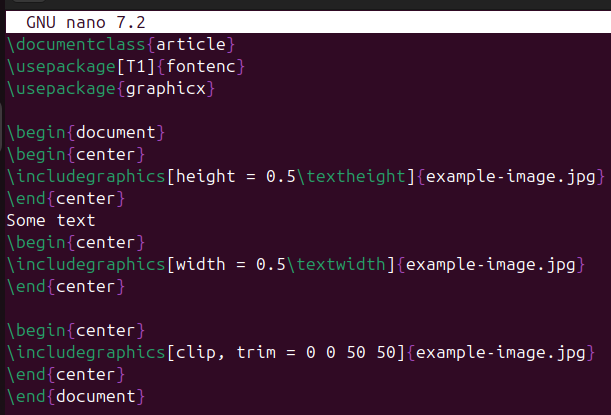 GNU nano 7.2
\documentclass{article}
\usepackage[T1]{fontenc}
\usepackage{graphicx}

\begin{document}
\begin{center}
\includegraphics[height = 0.5\textheight]{example-image.jpg}
\end{center}
Some text
\begin{center}
\includegraphics[width = 0.5\textwidth]{example-image.jpg}
\end{center}

\begin{center}
\includegraphics[clip, trim = 0 0 50 50]{example-image.jpg}
\end{center}
\end{document}